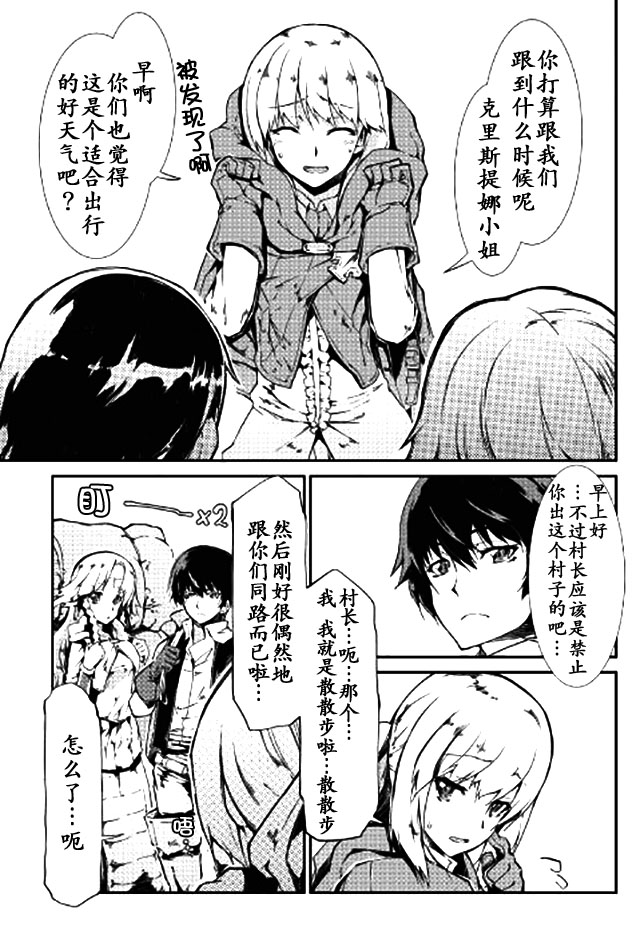 你打算跟我们
跟到什么时候呢
克里斯提娜小姐
被发现了啊
早啊
你们也觉得
这是个适合出行
的好天气吧？
早上好
…不过村长应该是禁止
你出这个村子的吧…
村长…呃…那个…
我 我就是散散步啦…散散步
然后刚好很偶然地
跟你们同路而已啦…
盯——×2
唔…
怎么了…呃